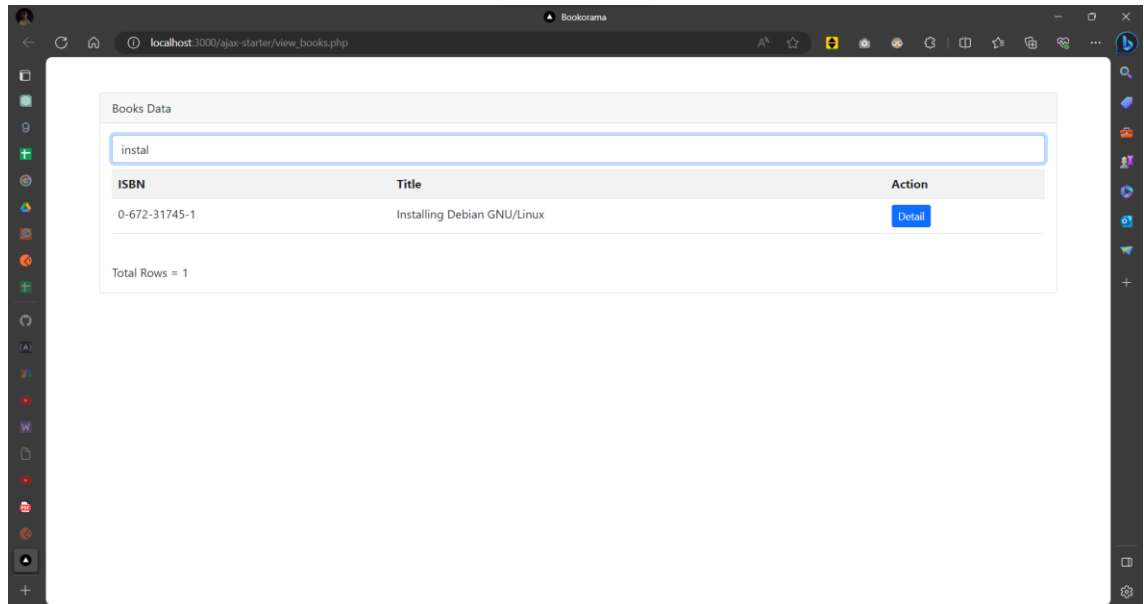 Bookorama
localhost:3000/ajax-starter/view_books.php
Books Data
instal
ISBN Title Action
0-672-31745-1 Installing Debian GNU/Linux Detail
Total Rows = 1